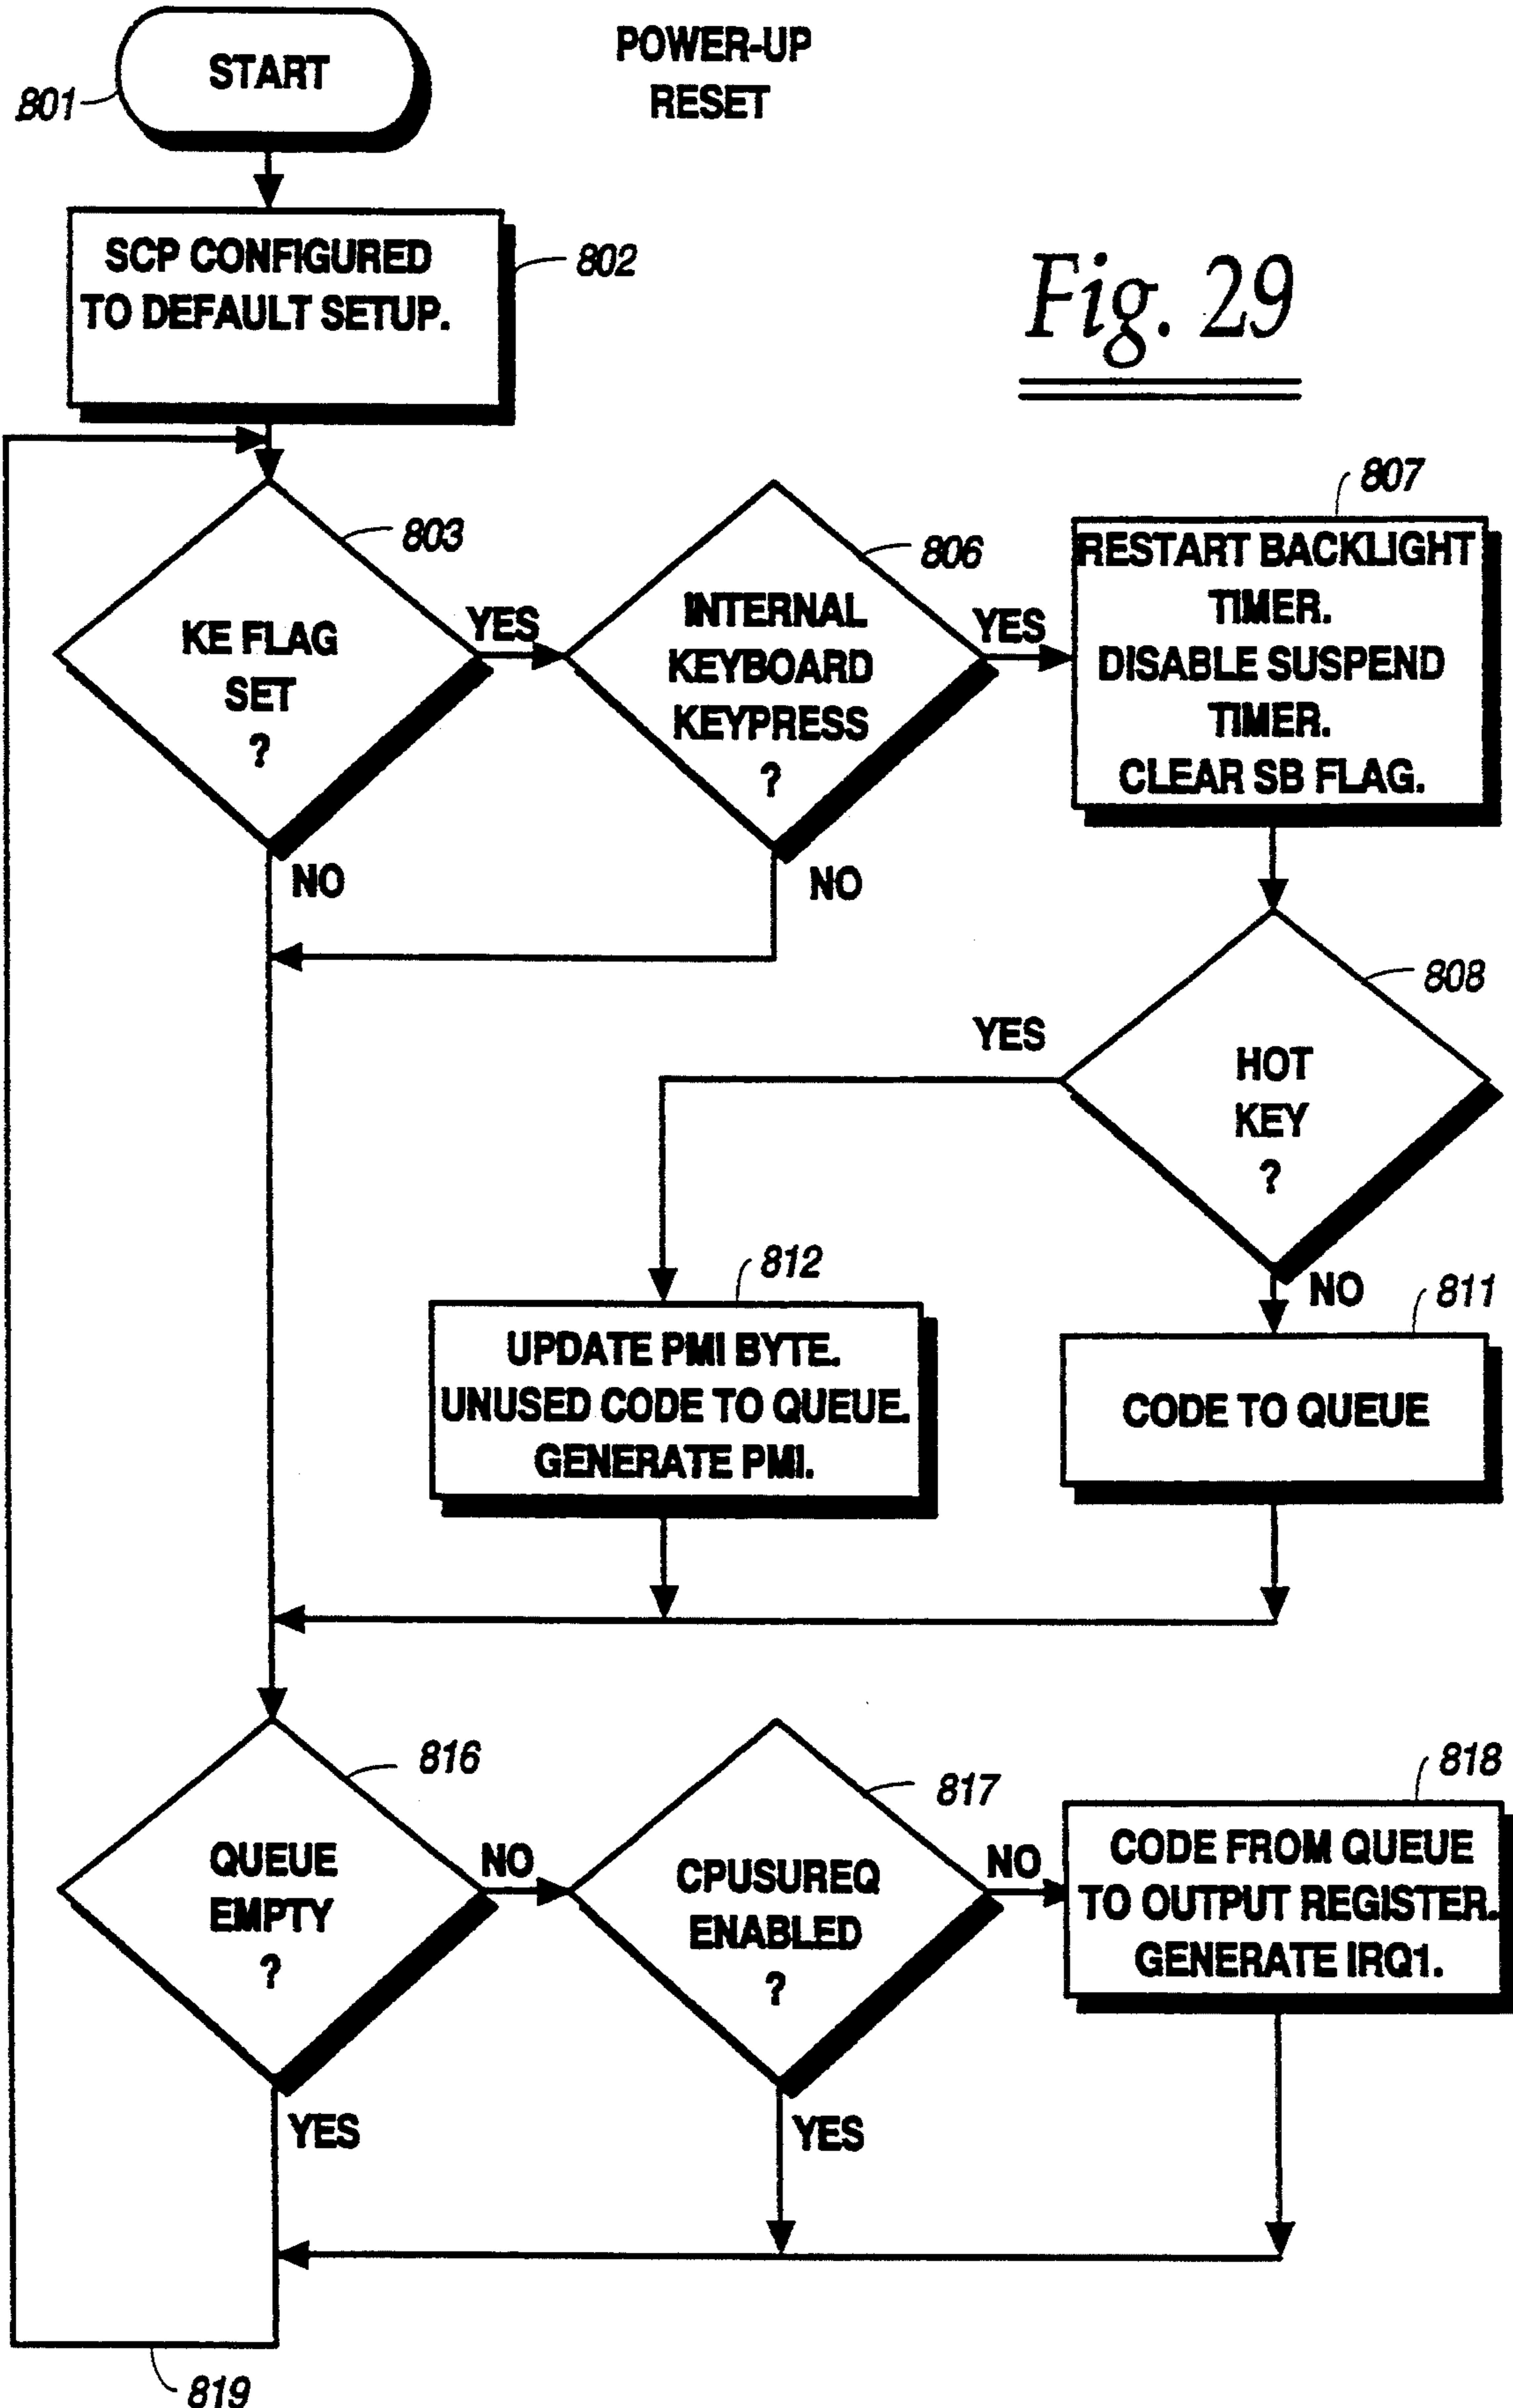 START
POWER-UP
RESET
801
SCP CONFIGURED
TO DEFAULT SETUP.
802
Fig. 29
803
KE FLAG
SET
?
YES
NO
806
INTERNAL
KEYBOARD
KEYPRESS
?
YES
NO
807
RESTART BACKLIGHT
TIMER.
DISABLE SUSPEND
TIMER.
CLEAR SB FLAG.
808
HOT
KEY
?
YES
NO
812
UPDATE PMI BYTE.
UNUSED CODE TO QUEUE.
GENERATE PMI.
811
CODE TO QUEUE
816
QUEUE
EMPTY
?
NO
YES
817
CPUSUREQ
ENABLED
?
NO
YES
818
CODE FROM QUEUE
TO OUTPUT REGISTER.
GENERATE IRQ1.
819